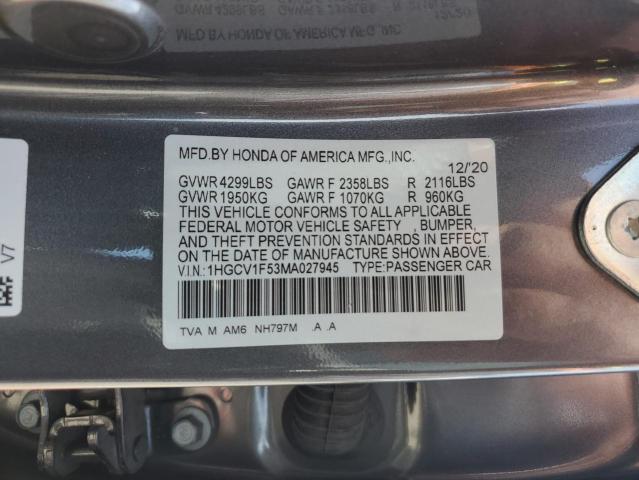 MFD.BY HONDA OF AMERICA MFG.,INC.
12/'20
GVWR 4299LBS GAWR F 2358LBS R 2116LBS
GVWR 1950KG GAWR F 1070KG R 960KG
THIS VEHICLE CONFORMS TO ALL APPLICABLE
FEDERAL MOTOR VEHICLE SAFETY , BUMPER,
AND THEFT PREVENTION STANDARDS IN EFFECT
ON THE DATE OF MANUFACTURE SHOWN ABOVE.
V.I.N.: 1HGCV1F53MA027945 TYPE:PASSENGER CAR
TVA M AM6 NH797M .A .A
V7